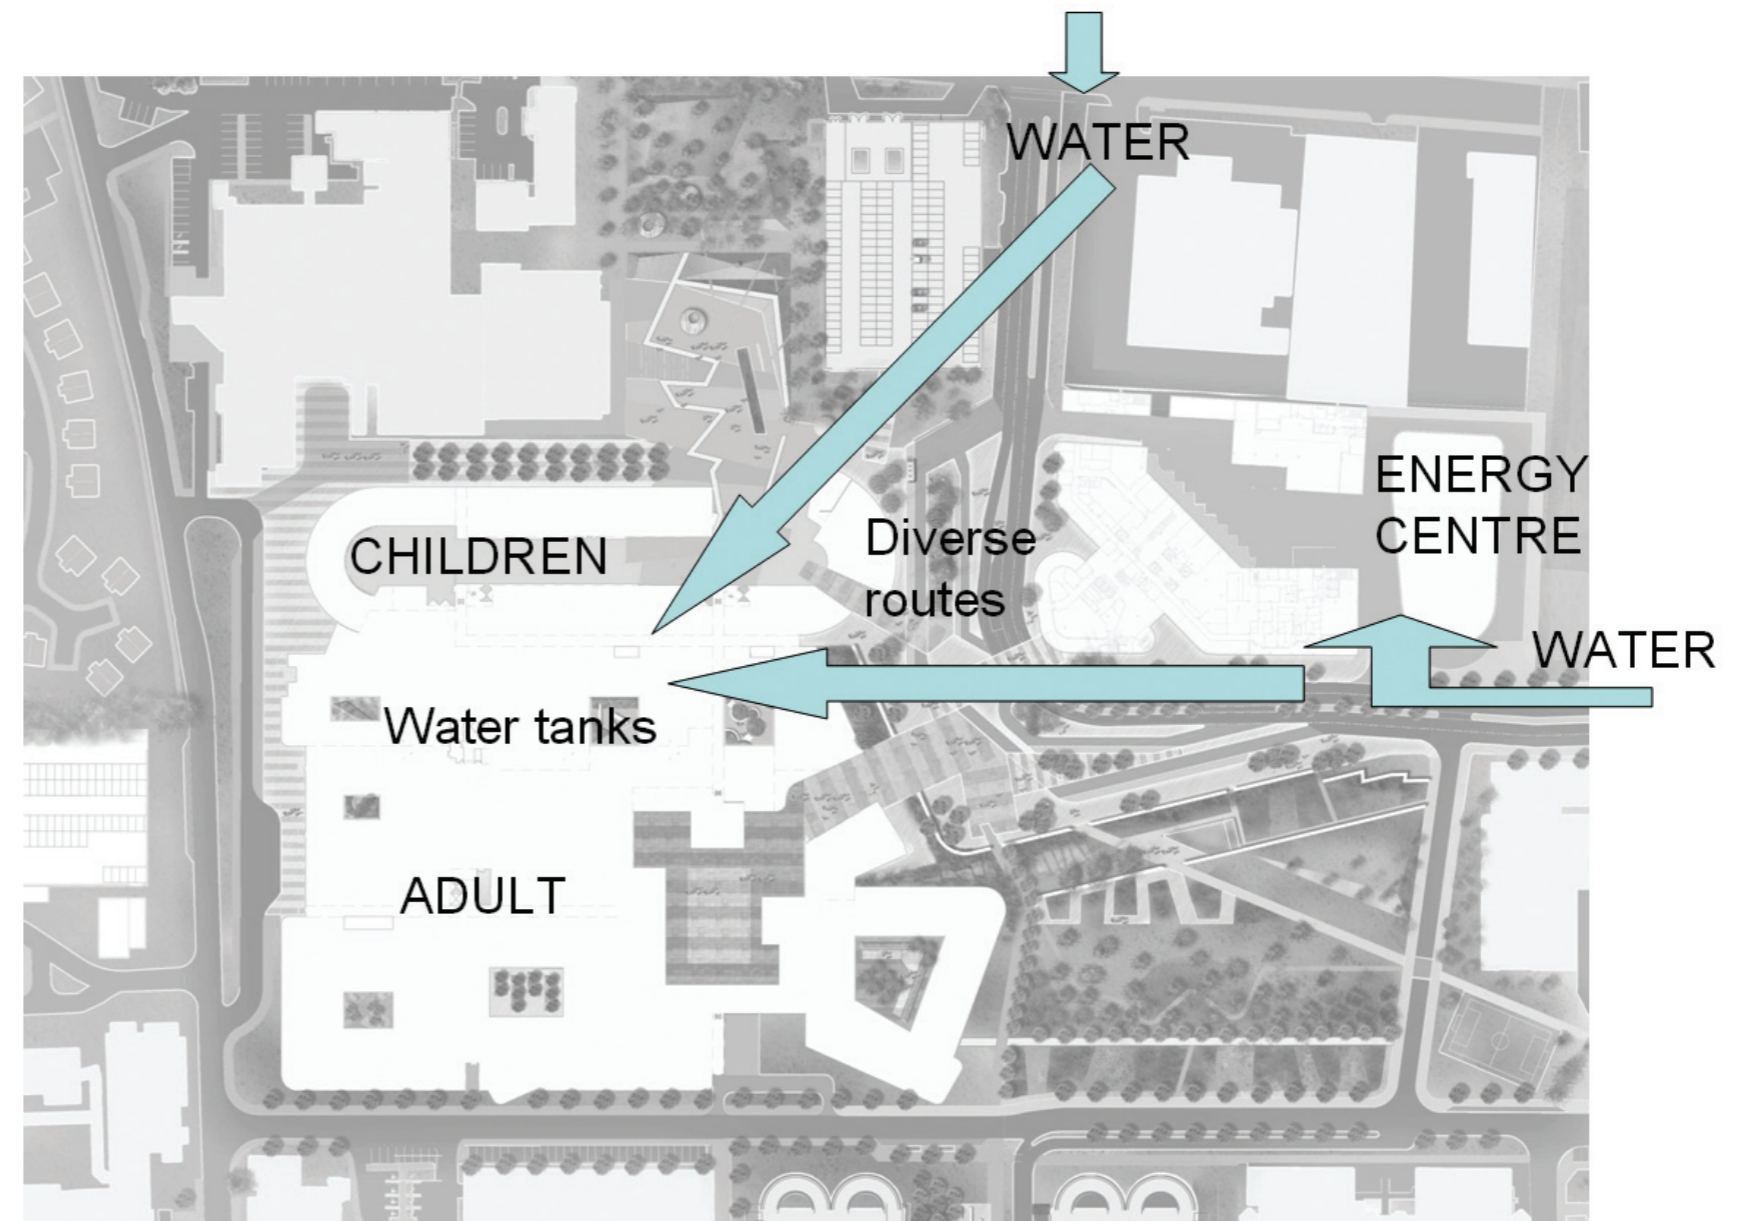 WATER
ENERGY
CENTRE
CHILDREN
Diverse
routes
WATER
Water tanks
ADULT